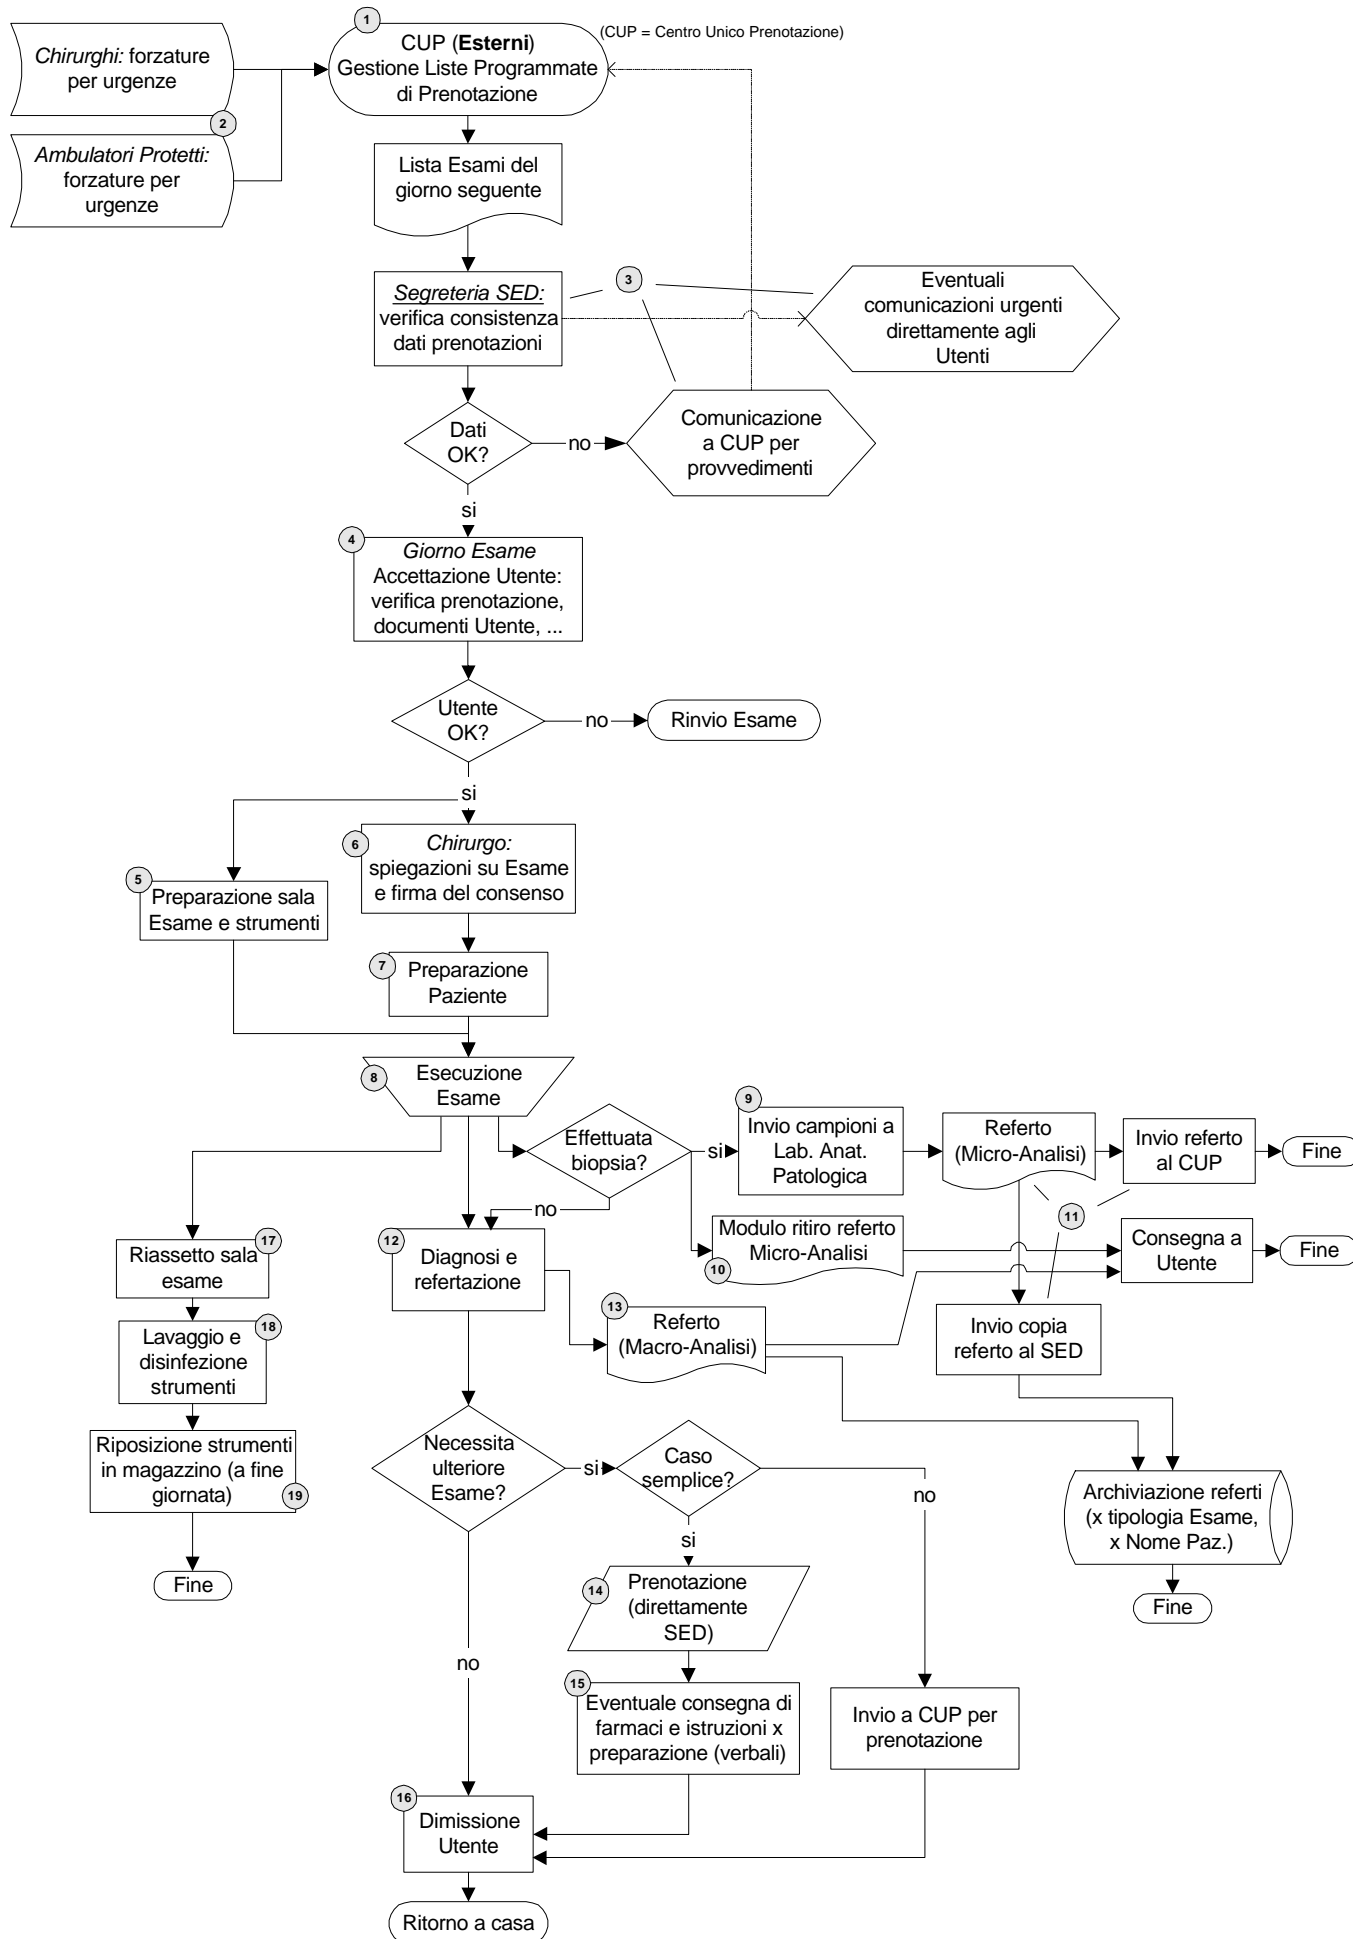 1
CUP (Esterni)
Gestione Liste Programmate
di Prenotazione
(CUP = Centro Unico Prenotazione)
Chirurghi: forzature
per urgenze
2
Ambulatori Protetti:
forzature per
urgenze
Lista Esami del
giorno seguente
Segreteria SED:
verifica consistenza
dati prenotazioni
3
Eventuali
comunicazioni urgenti
direttamente agli
Utenti
Dati
OK?
no
Comunicazione
a CUP per
provvedimenti
si
4
Giorno Esame
Accettazione Utente:
verifica prenotazione,
documenti Utente, ...
Utente
OK?
no
Rinvio Esame
si
5
Preparazione sala
Esame e strumenti
6
Chirurgo:
spiegazioni su Esame
e firma del consenso
7
Preparazione
Paziente
8
Esecuzione
Esame
Effettuata
biopsia?
si
no
9
Invio campioni a
Lab. Anat.
Patologica
Referto
(Micro-Analisi)
Invio referto
al CUP
Fine
11
Modulo ritiro referto
Micro-Analisi
10
Consegna a
Utente
Fine
12
Diagnosi e
refertazione
13
Referto
(Macro-Analisi)
Invio copia
referto al SED
17
Riassetto sala
esame
18
Lavaggio e
disinfezione
strumenti
Riposizione strumenti
in magazzino (a fine
giornata)
19
Fine
Necessita
ulteriore
Esame?
si
Caso
semplice?
no
si
Archiviazione referti
(x tipologia Esame,
x Nome Paz.)
Fine
14
Prenotazione
(direttamente
SED)
no
15
Eventuale consegna di
farmaci e istruzioni x
preparazione (verbali)
Invio a CUP per
prenotazione
16
Dimissione
Utente
Ritorno a casa